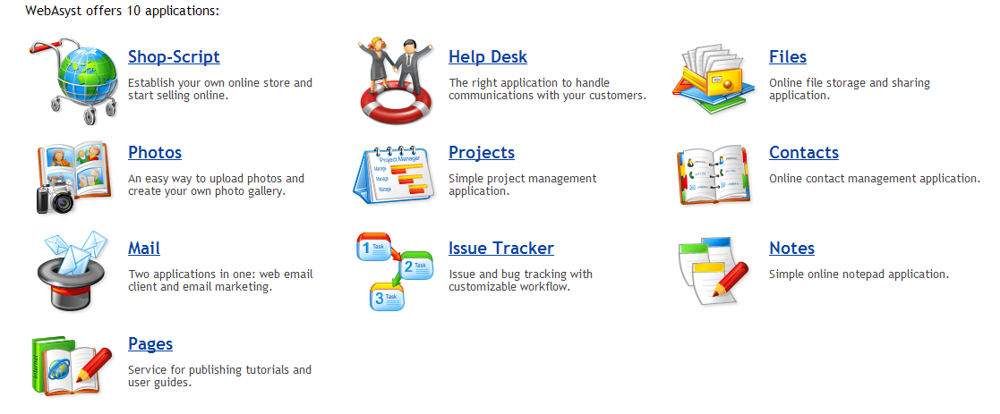 WebAsyst offers 10 applications:
Shop-Script
Establish your own online store and
start selling online.
Help Desk
The right application to handle
communications with your customers.
Files
Online file storage and sharing
application.
Photos
An easy way to upload photos and
create your own photo gallery.
Project Manager
Manage
Manage
Manage
Projects
Simple project management
application.
Contacts
Online contact management application.
Mail
Two applications in one: web email
client and email marketing.
1 Task
2 Task
3 Task
Issue Tracker
Issue and bug tracking with
customizable workflow.
Notes
Simple online notepad application.
Internet
Pages
Service for publishing tutorials and
user guides.